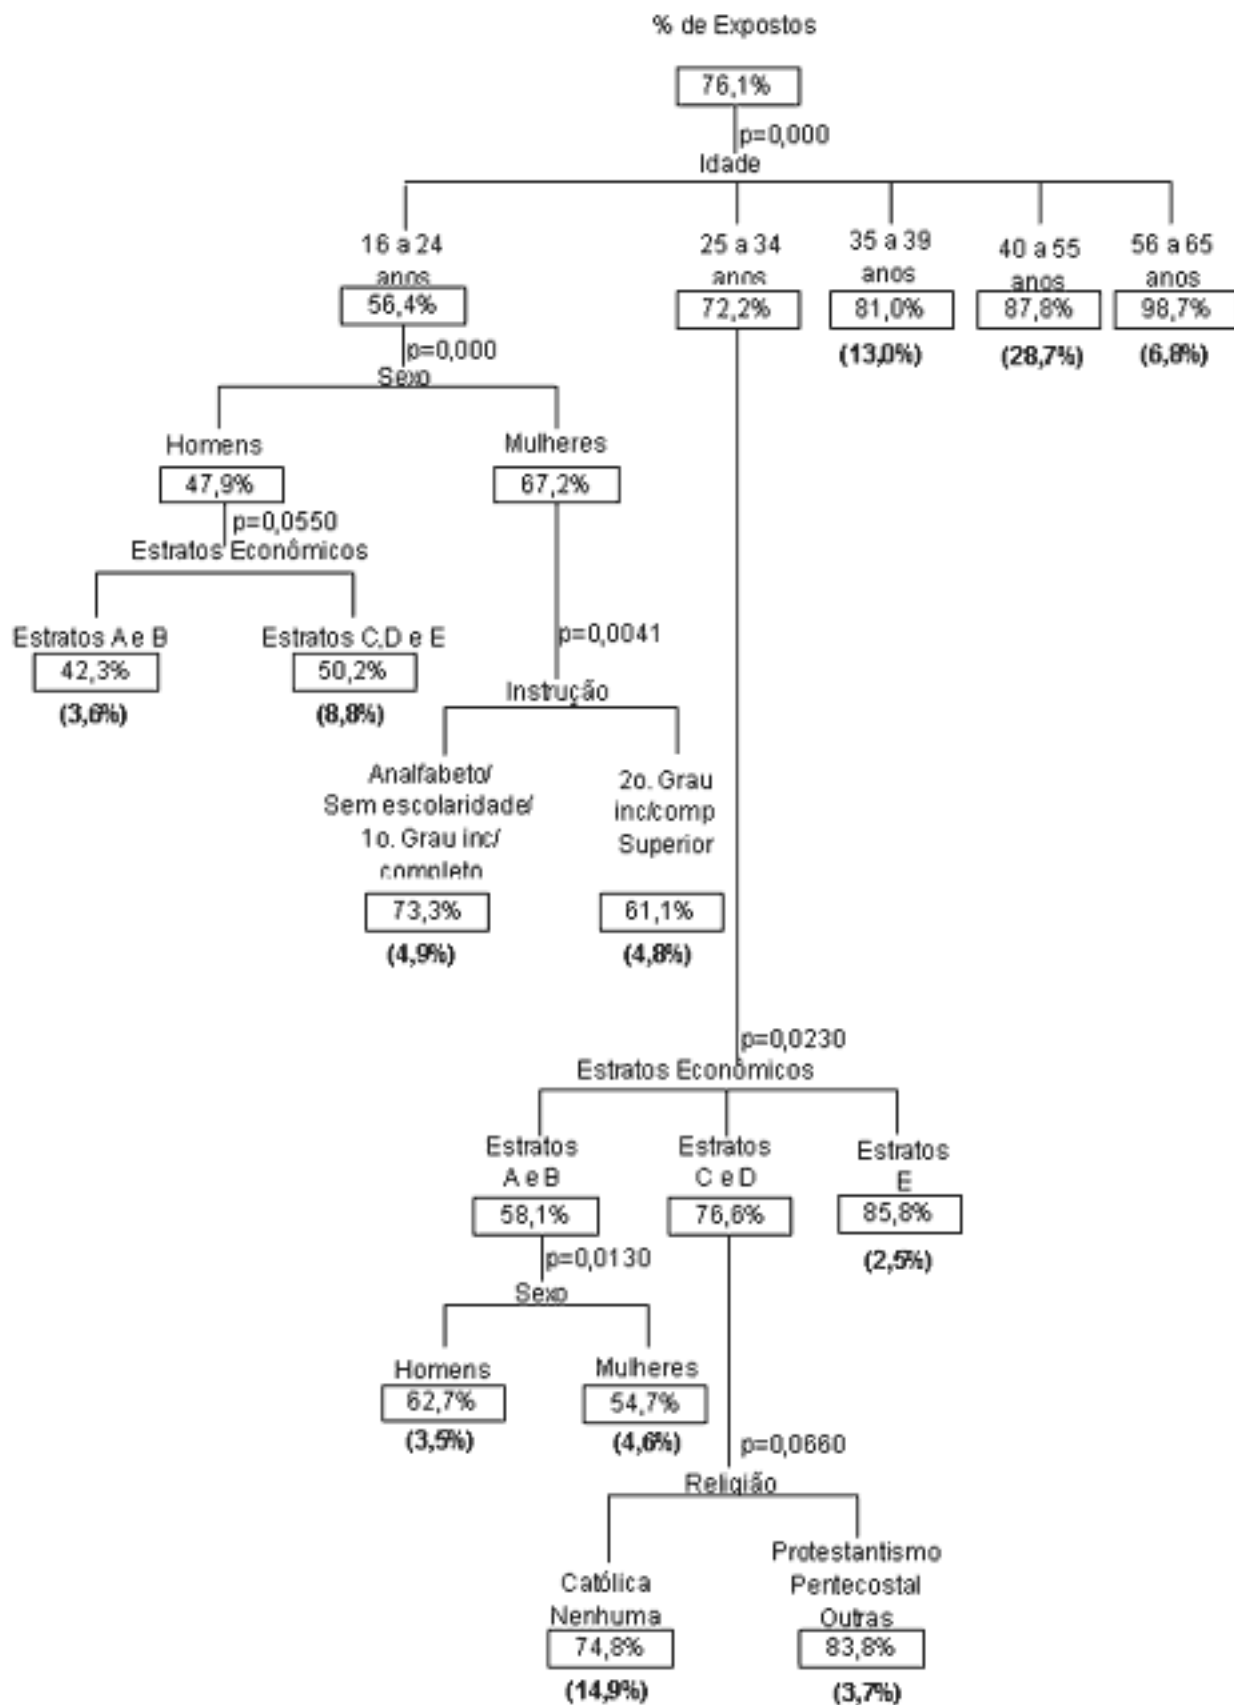 % de Expostos
76,1%
p=0,000
Idade
16 a 24
anos
56,4%
25 a 34
anos
72,2%
35 a 39
anos
81,0%
(13,0%)
40 a 55
anos
87,8%
(28,7%)
56 a 65
anos
98,7%
(6,8%)
p=0,000
Sexo
Homens
47,9%
Mulheres
67,2%
p=0,0550
Estratos Econômicos
Estratos A e B
42,3%
(3,6%)
Estratos C,D e E
50,2%
(8,8%)
p=0,0041
Instrução
Analfabeto/
Sem escolaridade/
1o. Grau inc/
completo
73,3%
(4,9%)
2o. Grau
inc/comp
Superior
61,1%
(4,8%)
p=0,0230
Estratos Econômicos
Estratos
A e B
58,1%
Estratos
C e D
76,6%
Estratos
E
85,8%
(2,5%)
p=0,0130
Sexo
Homens
62,7%
(3,5%)
Mulheres
54,7%
(4,6%)
p=0,0660
Religião
Católica
Nenhuma
74,8%
(14,9%)
Protestantismo
Pentecostal
Outras
83,8%
(3,7%)